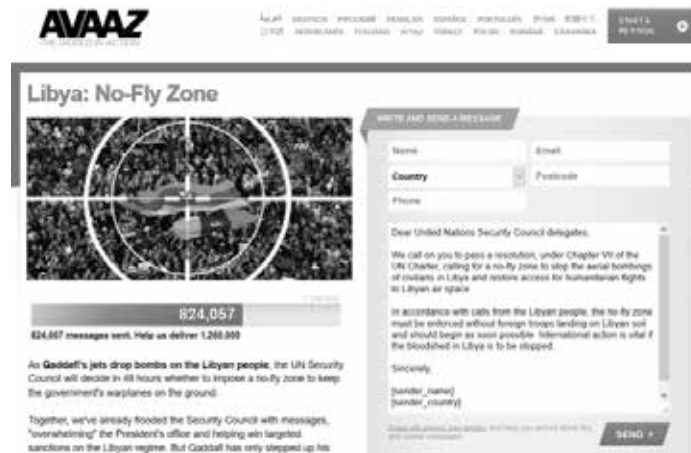 AVAAZ
THE WORLD IN ACTION
START A
PETITION
Libya: No-Fly Zone
WRITE AND SEND A MESSAGE
Name
Email
Country
Postcode
Phone
Dear United Nations Security Council delegates,
We call on you to pass a resolution, under Chapter VII of the
UN Charter, calling for a no-fly zone to stop the aerial bombings
of civilians in Libya and restore access for humanitarian flights
to Libyan air space.
In accordance with calls from the Libyan people, the no-fly zone
must be enforced without foreign troops landing on Libyan soil
and should begin as soon possible. International action is vital if
the bloodshed in Libya is to be stopped.
Sincerely,
[sender_name]
[sender_country]
SEND
824,057
824,057 messages sent. Help us deliver 1,260,000
As Gaddafi's jets drop bombs on the Libyan people, the UN Security
Council will decide in 48 hours whether to impose a no-fly zone to keep
the government's warplanes on the ground.
Together, we've already flooded the Security Council with messages,
"overwhelming" the President's office and helping win targeted
sanctions on the Libyan regime. But Gaddafi has only stepped up his